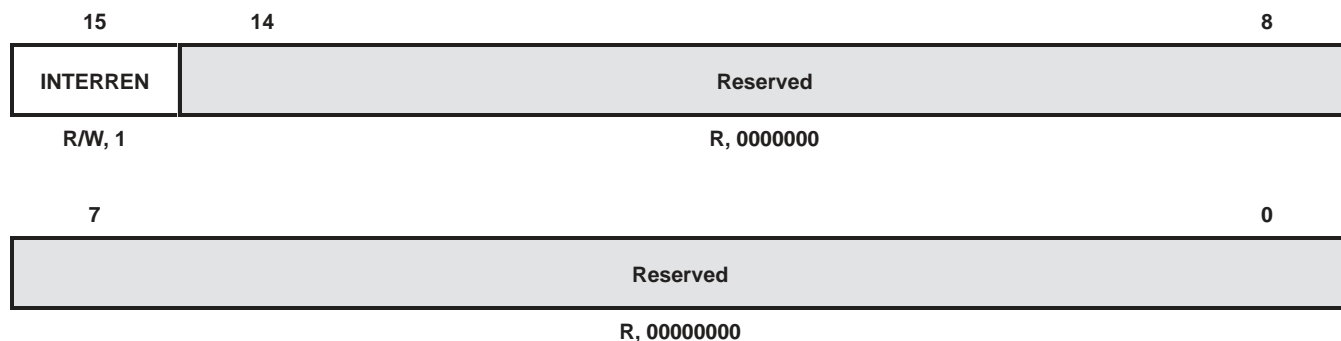 15 14 8
INTERREN Reserved
R/W, 1 R, 0000000
7 0
Reserved
R, 00000000